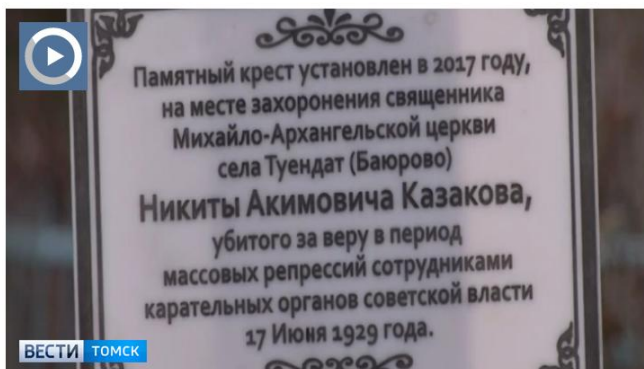 Памятный крест установлен в 2017 году,
на месте захоронения священника
Михайло-Архангельской церкви
села Туендат (Баюрово)
Никиты Акимовича Казакова,
убитого за веру в период
массовых репрессий сотрудниками
карательных органов советской власти
17 Июня 1929 года.
ВЕСТИ ТОМСК